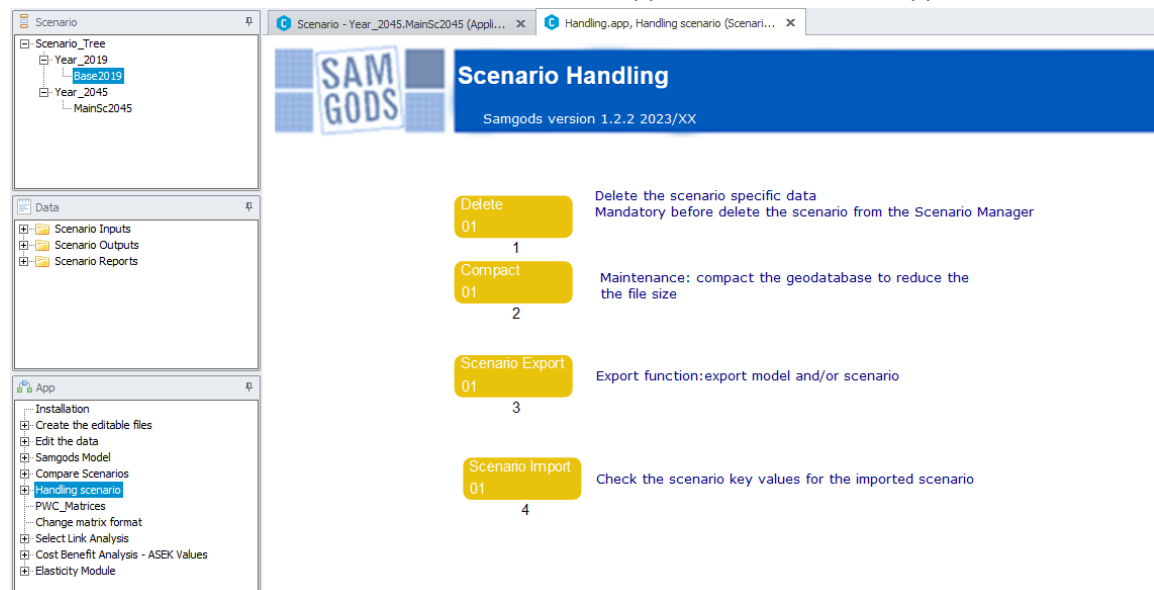 Scenario
Scenario_Tree
Year_2019
Base2019
Year_2045
MainSc2045
Data
Scenario Inputs
Scenario Outputs
Scenario Reports
App
Installation
Create the editable files
Edit the data
Samgods Model
Compare Scenarios
Handling scenario
PWC_Matrices
Change matrix format
Select Link Analysis
Cost Benefit Analysis - ASEK Values
Elasticity Module
Scenario - Year_2045.MainSc2045 (Appli... Handling.app, Handling scenario (Scenari...
SAM
GODS
Scenario Handling
Samgods version 1.2.2 2023/XX
Delete
01
1
Delete the scenario specific data
Mandatory before delete the scenario from the Scenario Manager
Compact
01
2
Maintenance: compact the geodatabase to reduce the
the file size
Scenario Export
01
3
Export function:export model and/or scenario
Scenario Import
01
4
Check the scenario key values for the imported scenario